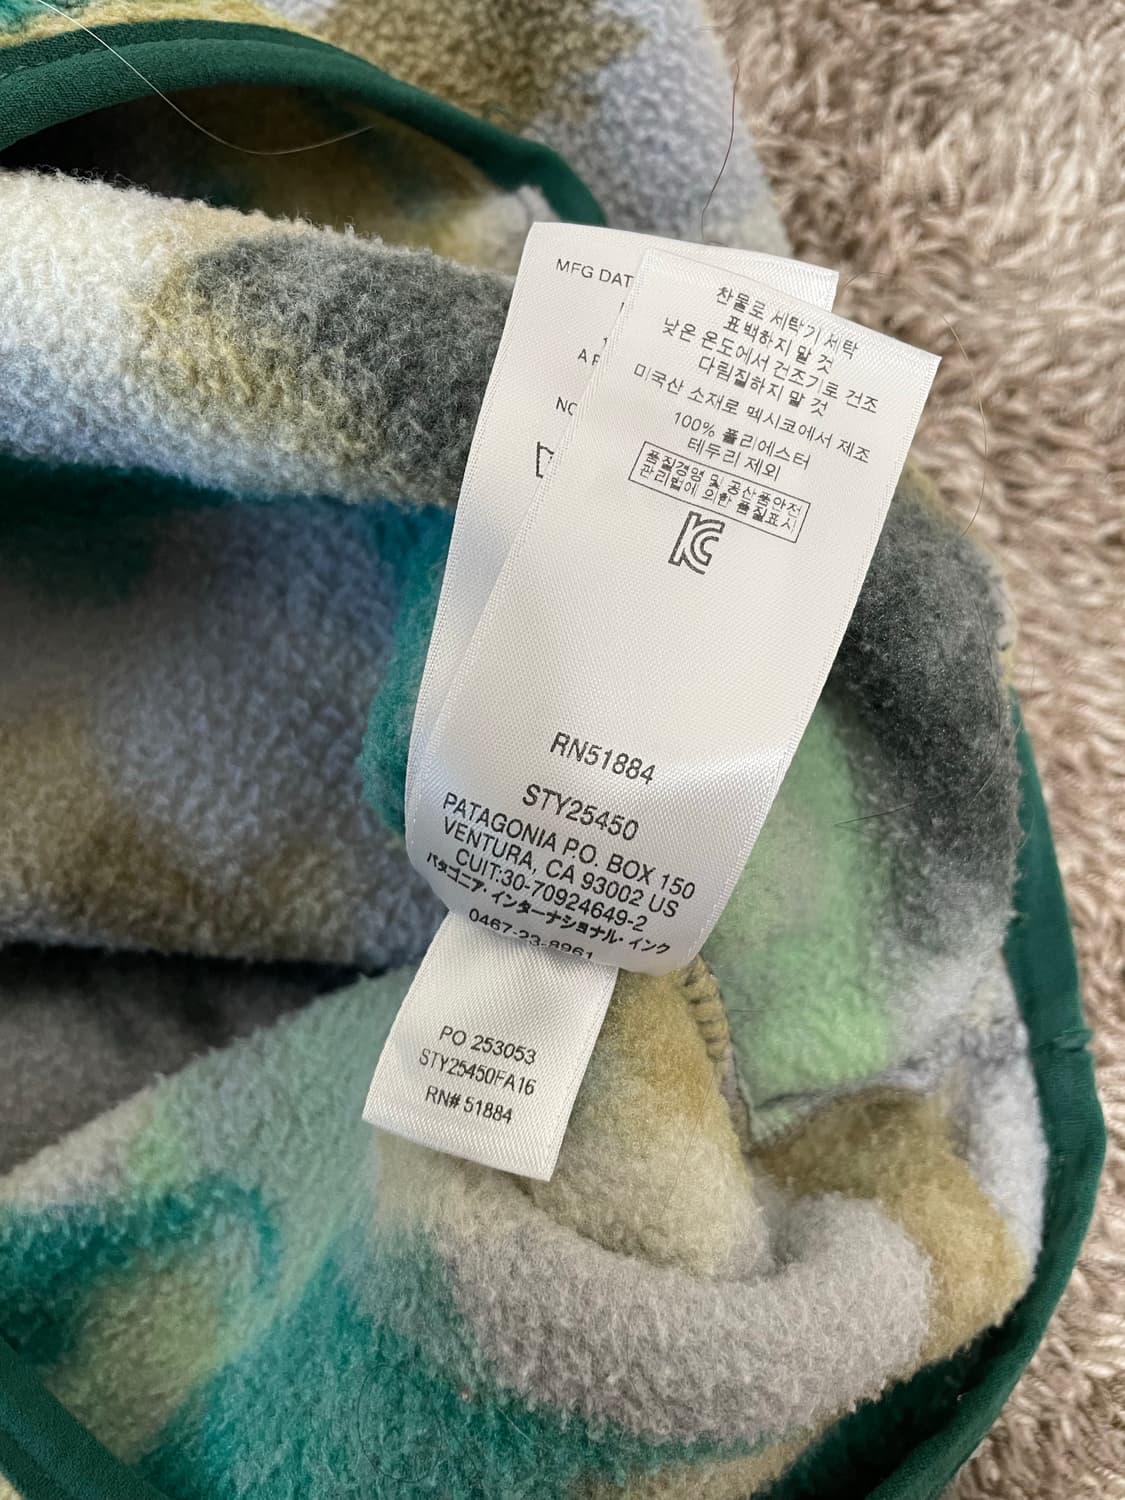 MFG DAT
찬물로 세탁기 세탁
표백하지 말 것
낮은 온도에서 건조기로 건조
다림질하지 말 것
미국산 소재로 멕시코에서 제조
100% 폴리에스터
테두리 제외
품질경영 및 공산품안전
관리법에 의한 품질표시
RN51884
STY25450
PATAGONIA P.O. BOX 150
VENTURA, CA 93002 US
CUIT:30-70924649-2
パタゴニア・インターナショナル・インク
0467-23-8961
PO 253053
STY25450FA16
RN# 51884